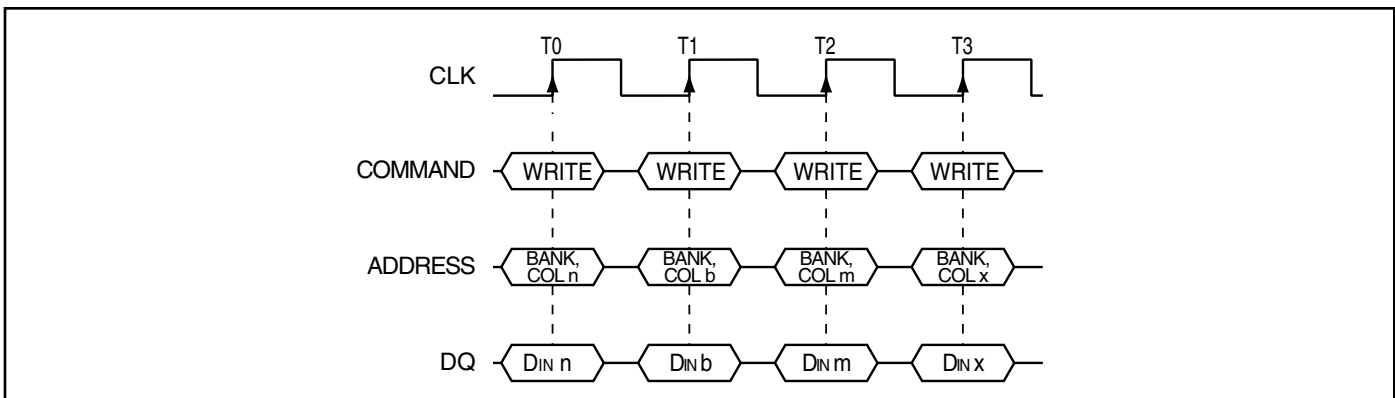 T0 T1 T2 T3
CLK
COMMAND WRITE WRITE WRITE WRITE
ADDRESS BANK, COL n BANK, COL b BANK, COL m BANK, COL x
DQ DIN n DIN b DIN m DIN x